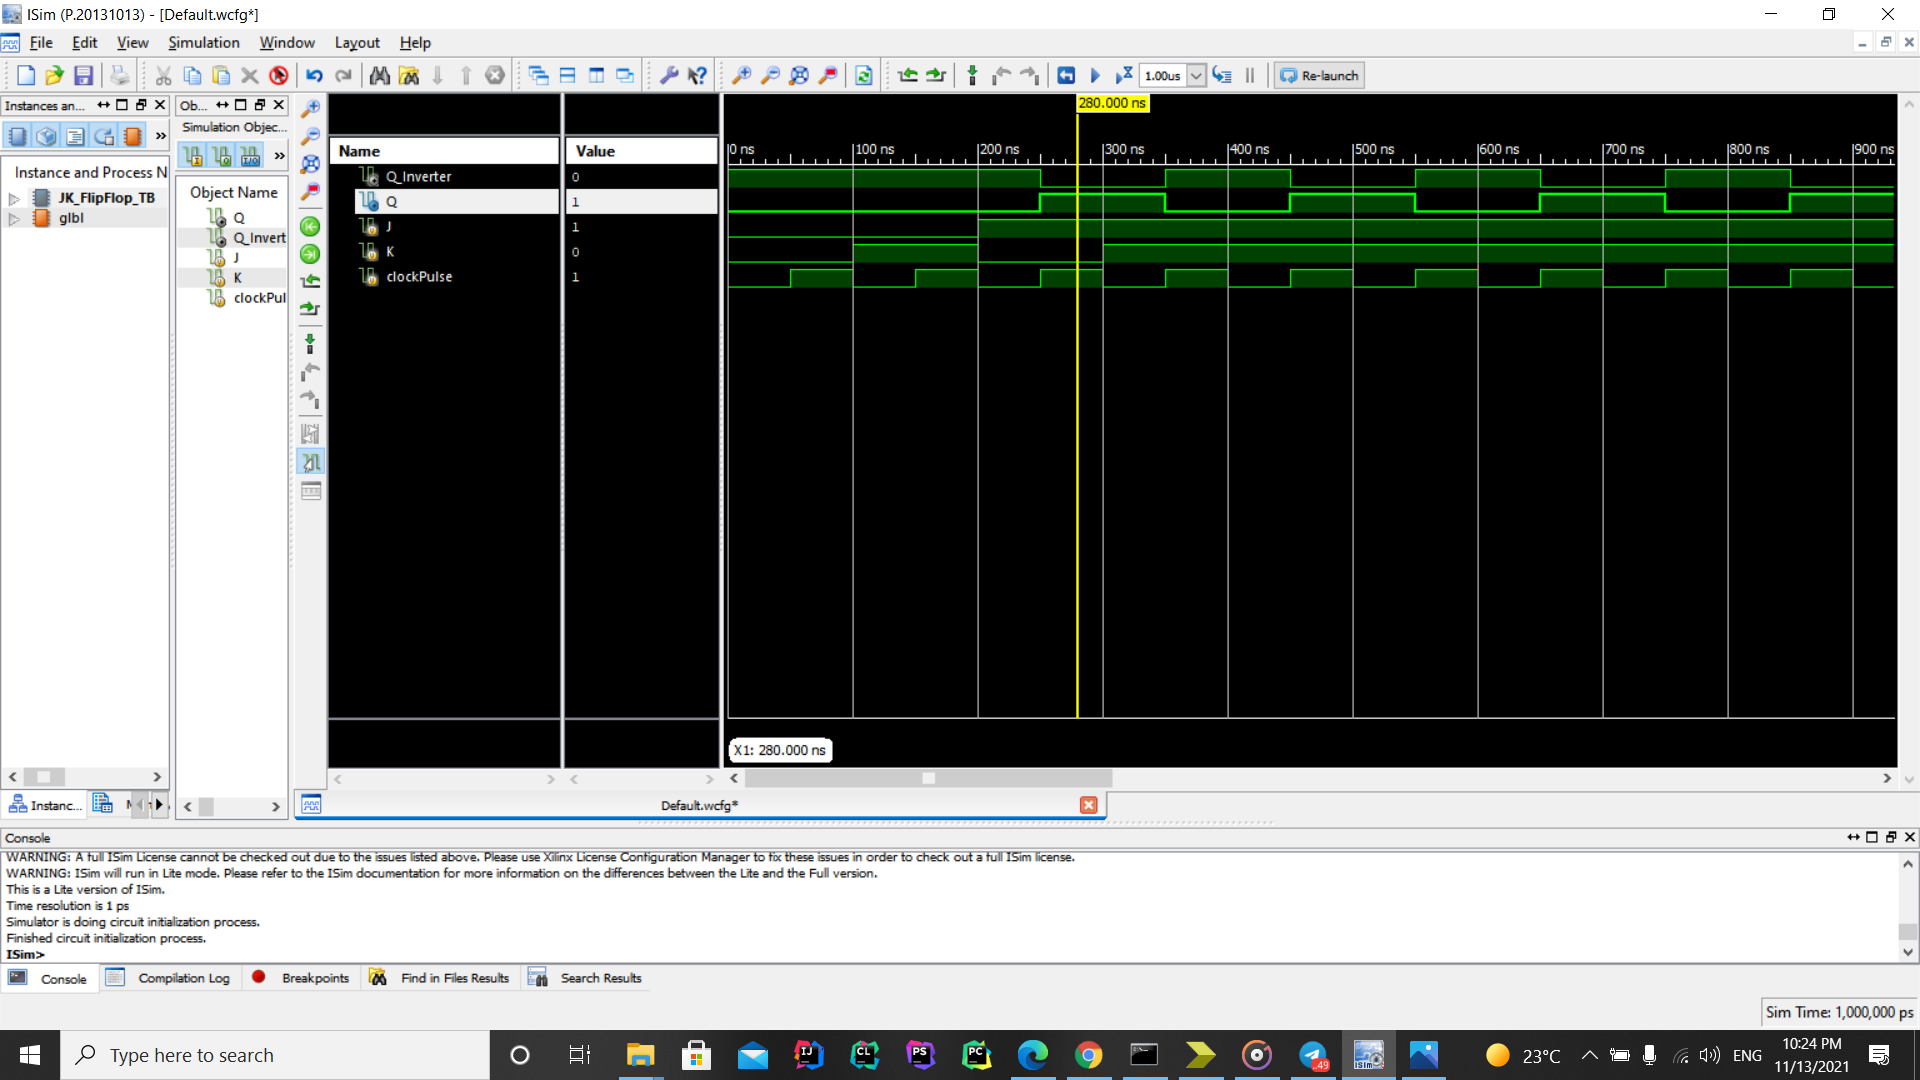 ISim (P.20131013) - [Default.wcfg*]
File Edit View Simulation Window Layout Help
1.00us
Re-launch
Instances an...
Ob...
Simulation Objec...
Instance and Process N
JK_FlipFlop_TB
glbl
Object Name
Q
Q_Invert
J
K
clockPul
Name
Value
Q_Inverter 0
Q 1
J 1
K 0
clockPulse 1
280.000 ns
0 ns 100 ns 200 ns 300 ns 400 ns 500 ns 600 ns 700 ns 800 ns 900 ns
X1: 280.000 ns
Instanc...
Default.wcfg*
Console
WARNING: A full ISim License cannot be checked out due to the issues listed above. Please use Xilinx License Configuration Manager to fix these issues in order to check out a full ISim license.
WARNING: ISim will run in Lite mode. Please refer to the ISim documentation for more information on the differences between the Lite and the Full version.
This is a Lite version of ISim.
Time resolution is 1 ps
Simulator is doing circuit initialization process.
Finished circuit initialization process.
ISim>
Console Compilation Log Breakpoints Find in Files Results Search Results
Sim Time: 1,000,000 ps
Type here to search
IJ
CL
PS
PC
.49
ISim
23°C
ENG
10:24 PM
11/13/2021